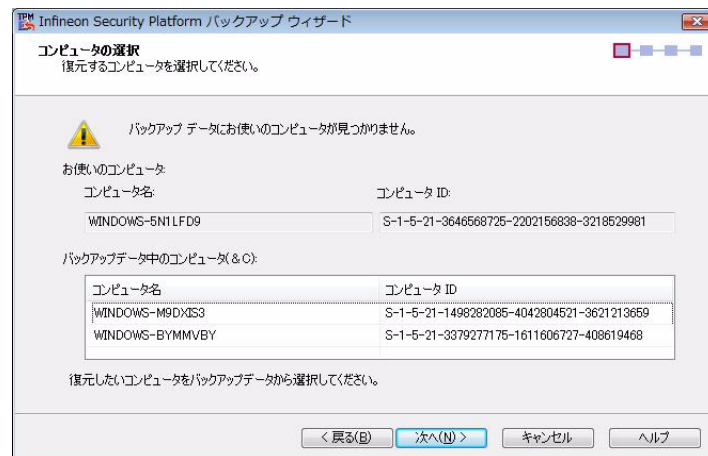 Infineon Security Platform バックアップ ウィザード
コンピュータの選択
復元するコンピュータを選択してください。
バックアップ データにお使いのコンピュータが見つかりません。
お使いのコンピュータ:
コンピュータ名: コンピュータ ID:
WINDOWS-5N1LFD9 S-1-5-21-3646568725-2202156838-3218529981
バックアップデータ中のコンピュータ(&C):
コンピュータ名 コンピュータ ID
WINDOWS-M9DXIS3 S-1-5-21-1498282085-4042804521-3621213659
WINDOWS-BYMMVBY S-1-5-21-3379277175-1611606727-408619468
復元したいコンピュータをバックアップデータから選択してください。
< 戻る(B) 次へ(N) > キャンセル ヘルプ